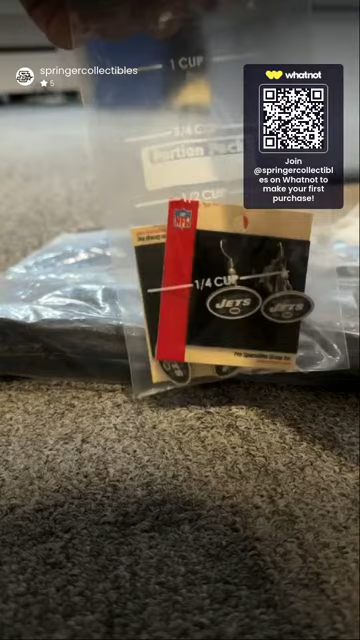 springercollectibles
★ 5
whatnot
Join
@springercollectibl
es on Whatnot to
make your first
purchase!
1 CUP
3/4 CUP
Portion Pack
1/2 CUP
NFL
1/4 CUP
JETS
JETS